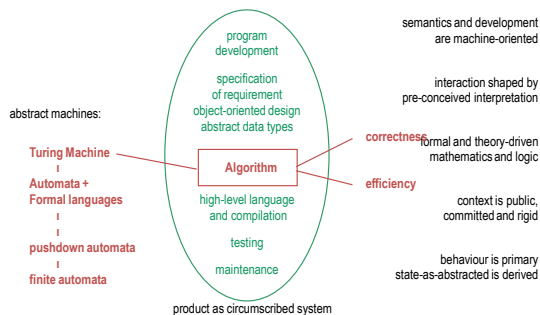 abstract machines:
Turing Machine
Automata +
Formal languages
pushdown automata
finite automata
program
development
specification
of requirement
object-oriented design
abstract data types
Algorithm
high-level language
and compilation
testing
maintenance
product as circumscribed system
correctness
efficiency
semantics and development
are machine-oriented
interaction shaped by
pre-conceived interpretation
formal and theory-driven
mathematics and logic
context is public,
committed and rigid
behaviour is primary
state-as-abstracted is derived